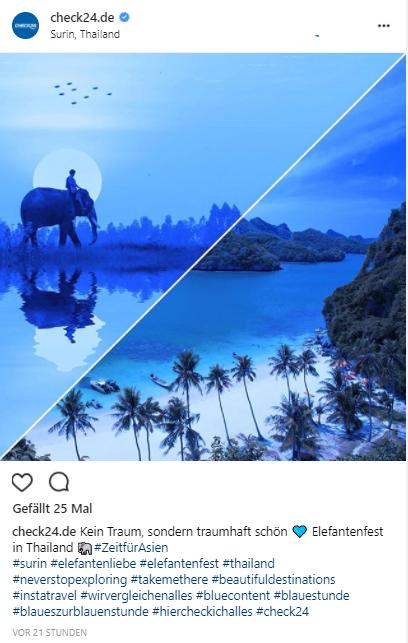 check24.de
CHECK24
Surin, Thailand
Gefällt 25 Mal
check24.de Kein Traum, sondern traumhaft schön 💙 Elefantenfest
in Thailand 🐘 #ZeitfürAsien
#surin #elefantenliebe #elefantenfest #thailand
#neverstopexploring #takemethere #beautifuldestinations
#instatravel #wirvergleichenalles #bluecontent #blauestunde
#blaueszurblauenstunde #hiercheckichalles #check24
VOR 21 STUNDEN